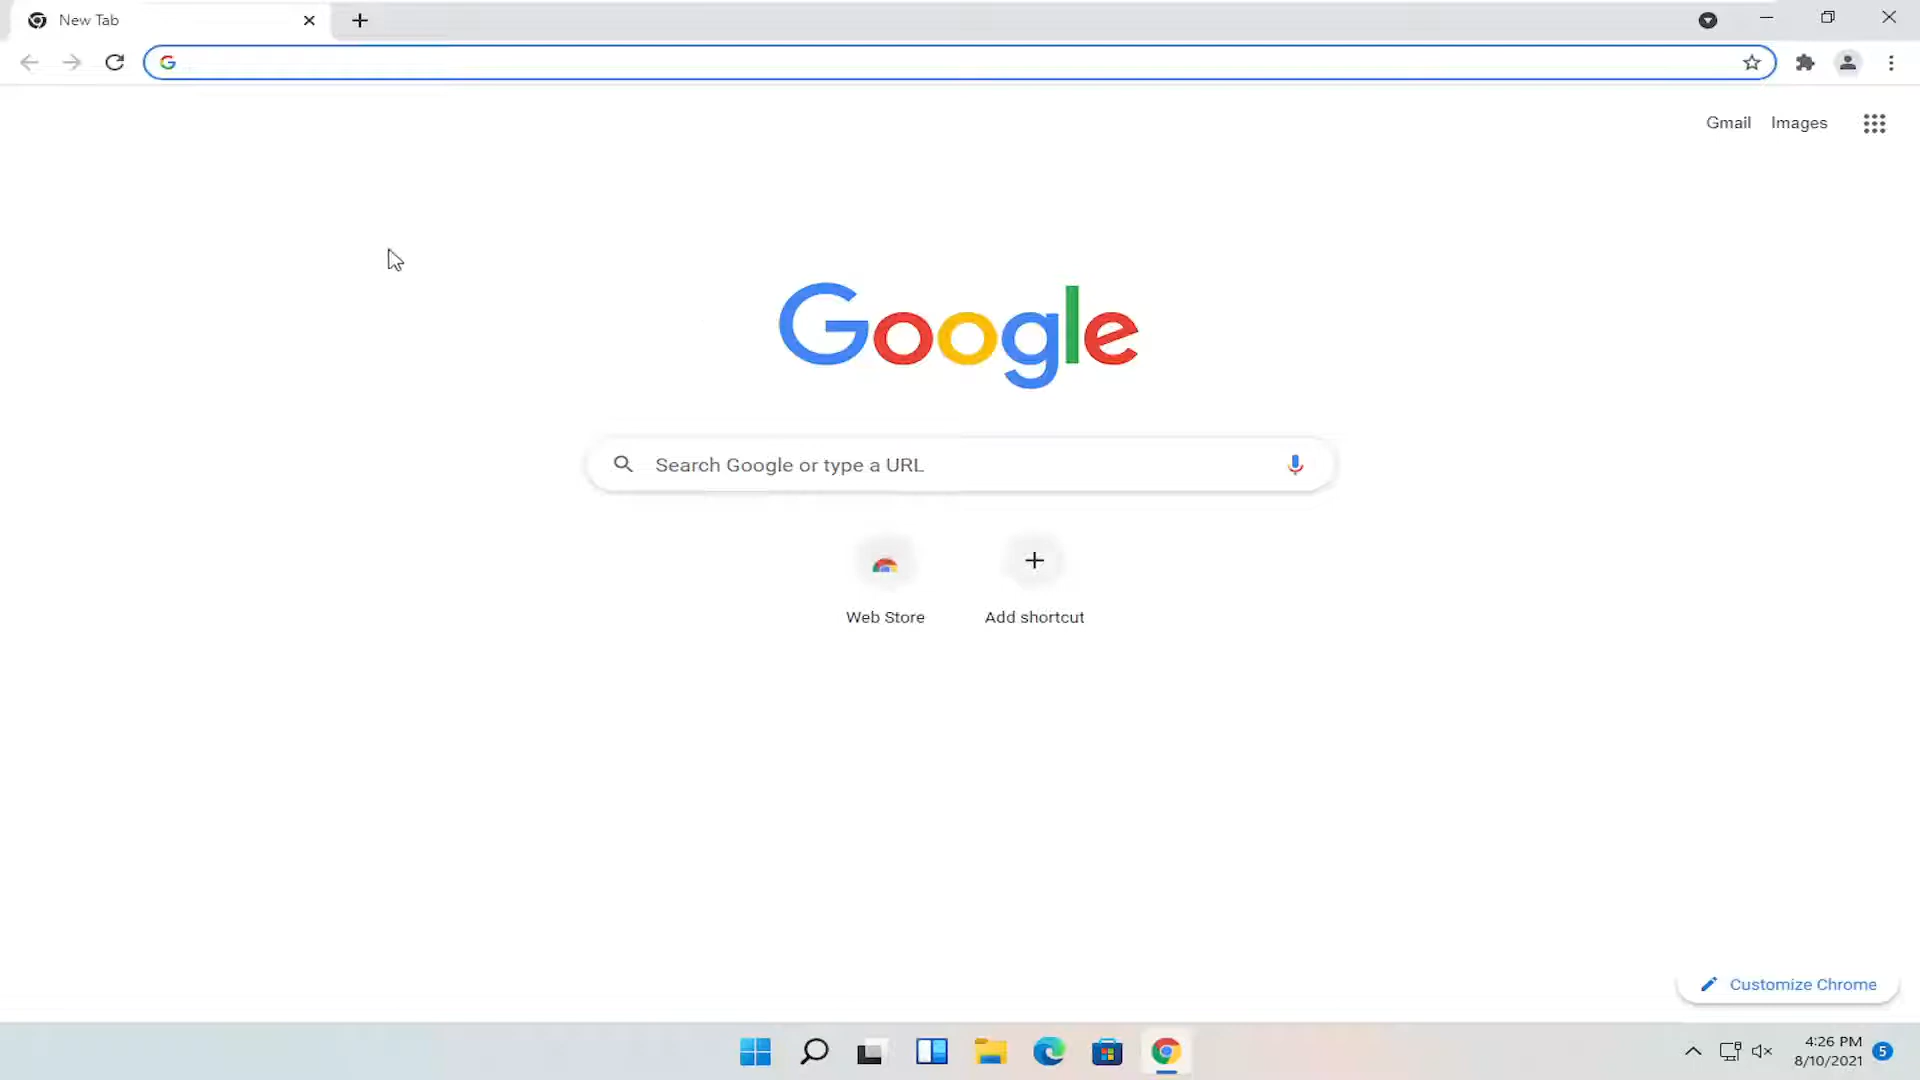 New Tab
Gmail Images
Google
Search Google or type a URL
Web Store
Add shortcut
Customize Chrome
4:26 PM
8/10/2021
5